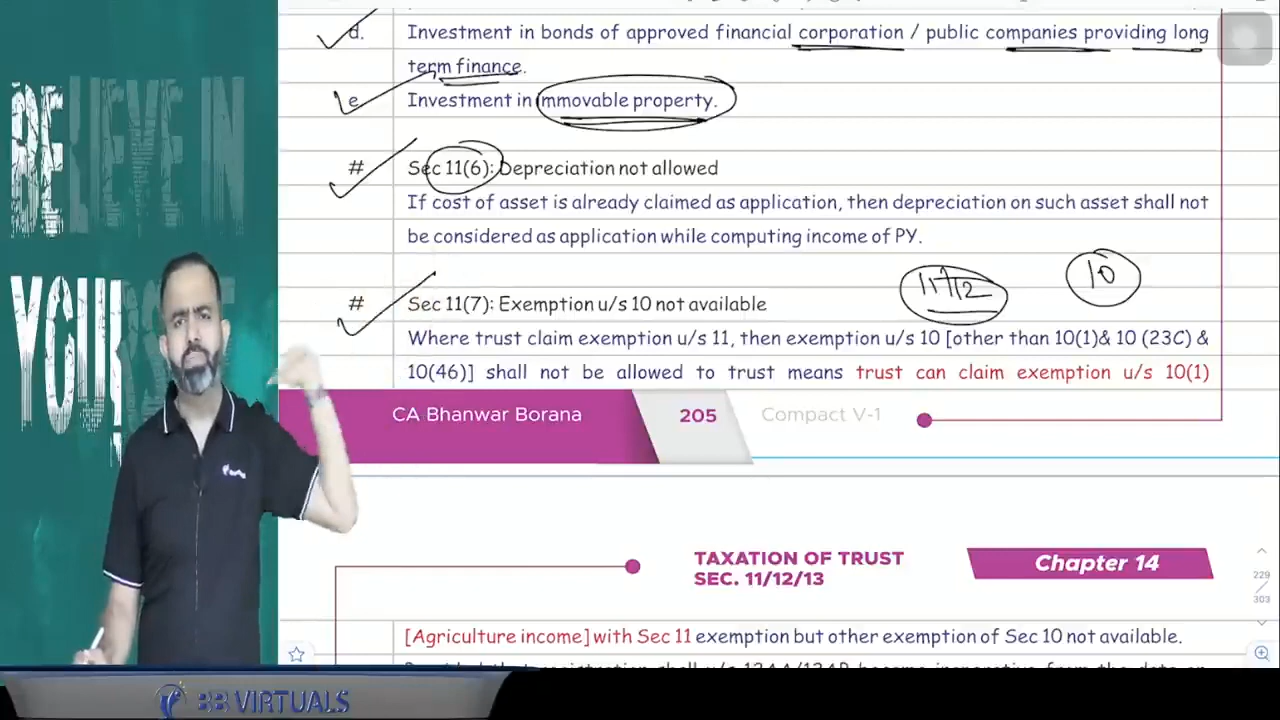 d. Investment in bonds of approved financial corporation / public companies providing long
term finance.
e Investment in immovable property.
# Sec 11(6): Depreciation not allowed
If cost of asset is already claimed as application, then depreciation on such asset shall not
be considered as application while computing income of PY.
11/12 10
# Sec 11(7): Exemption u/s 10 not available
Where trust claim exemption u/s 11, then exemption u/s 10 [other than 10(1)& 10 (23C) &
10(46)] shall not be allowed to trust means trust can claim exemption u/s 10(1)
CA Bhanwar Borana 205 Compact V-1
TAXATION OF TRUST
SEC. 11/12/13
Chapter 14
229
/
303
[Agriculture income] with Sec 11 exemption but other exemption of Sec 10 not available.
BELIEVE IN
YOURSELF
BB VIRTUALS